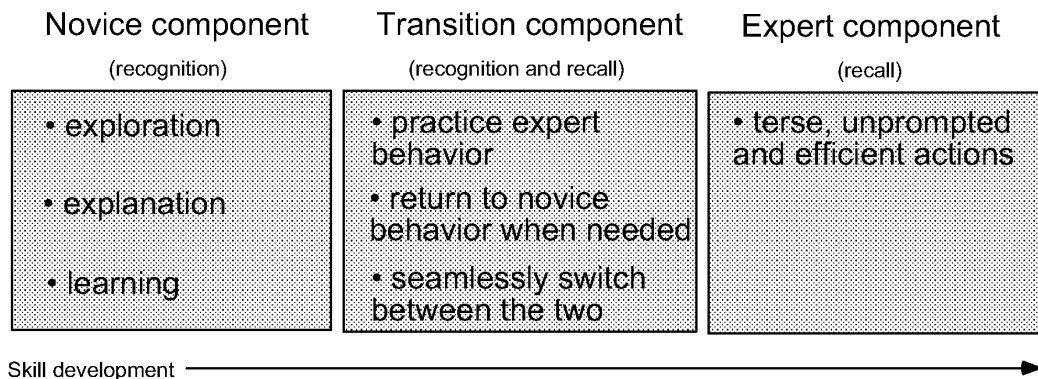 Novice component
(recognition)
• exploration
• explanation
• learning
Transition component
(recognition and recall)
• practice expert
behavior
• return to novice
behavior when needed
• seamlessly switch
between the two
Expert component
(recall)
• terse, unprompted
and efficient actions
Skill development